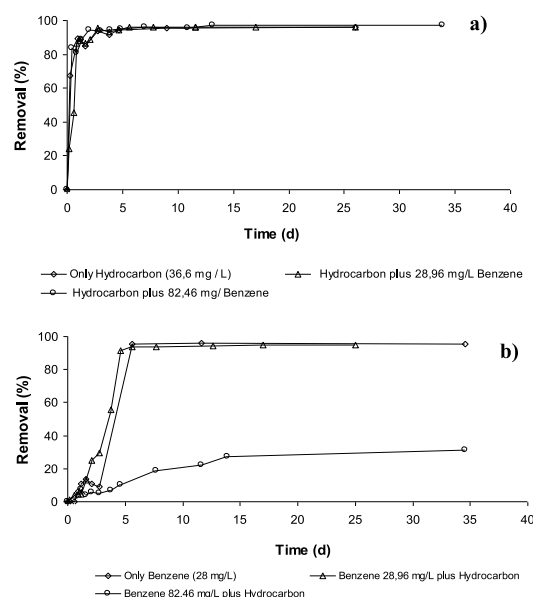 a)
Removal (%)
100
80
60
40
20
0
0 5 10 15 20 25 30 35 40
Time (d)
Only Hydrocarbon (36,6 mg / L) Hydrocarbon plus 28,96 mg/L Benzene
Hydrocarbon plus 82,46 mg/ Benzene
b)
Removal (%)
100
80
60
40
20
0
0 5 10 15 20 25 30 35 40
Time (d)
Only Benzene (28 mg/L) Benzene 28,96 mg/L plus Hydrocarbon
Benzene 82.46 mg/L plus Hydrocarbon